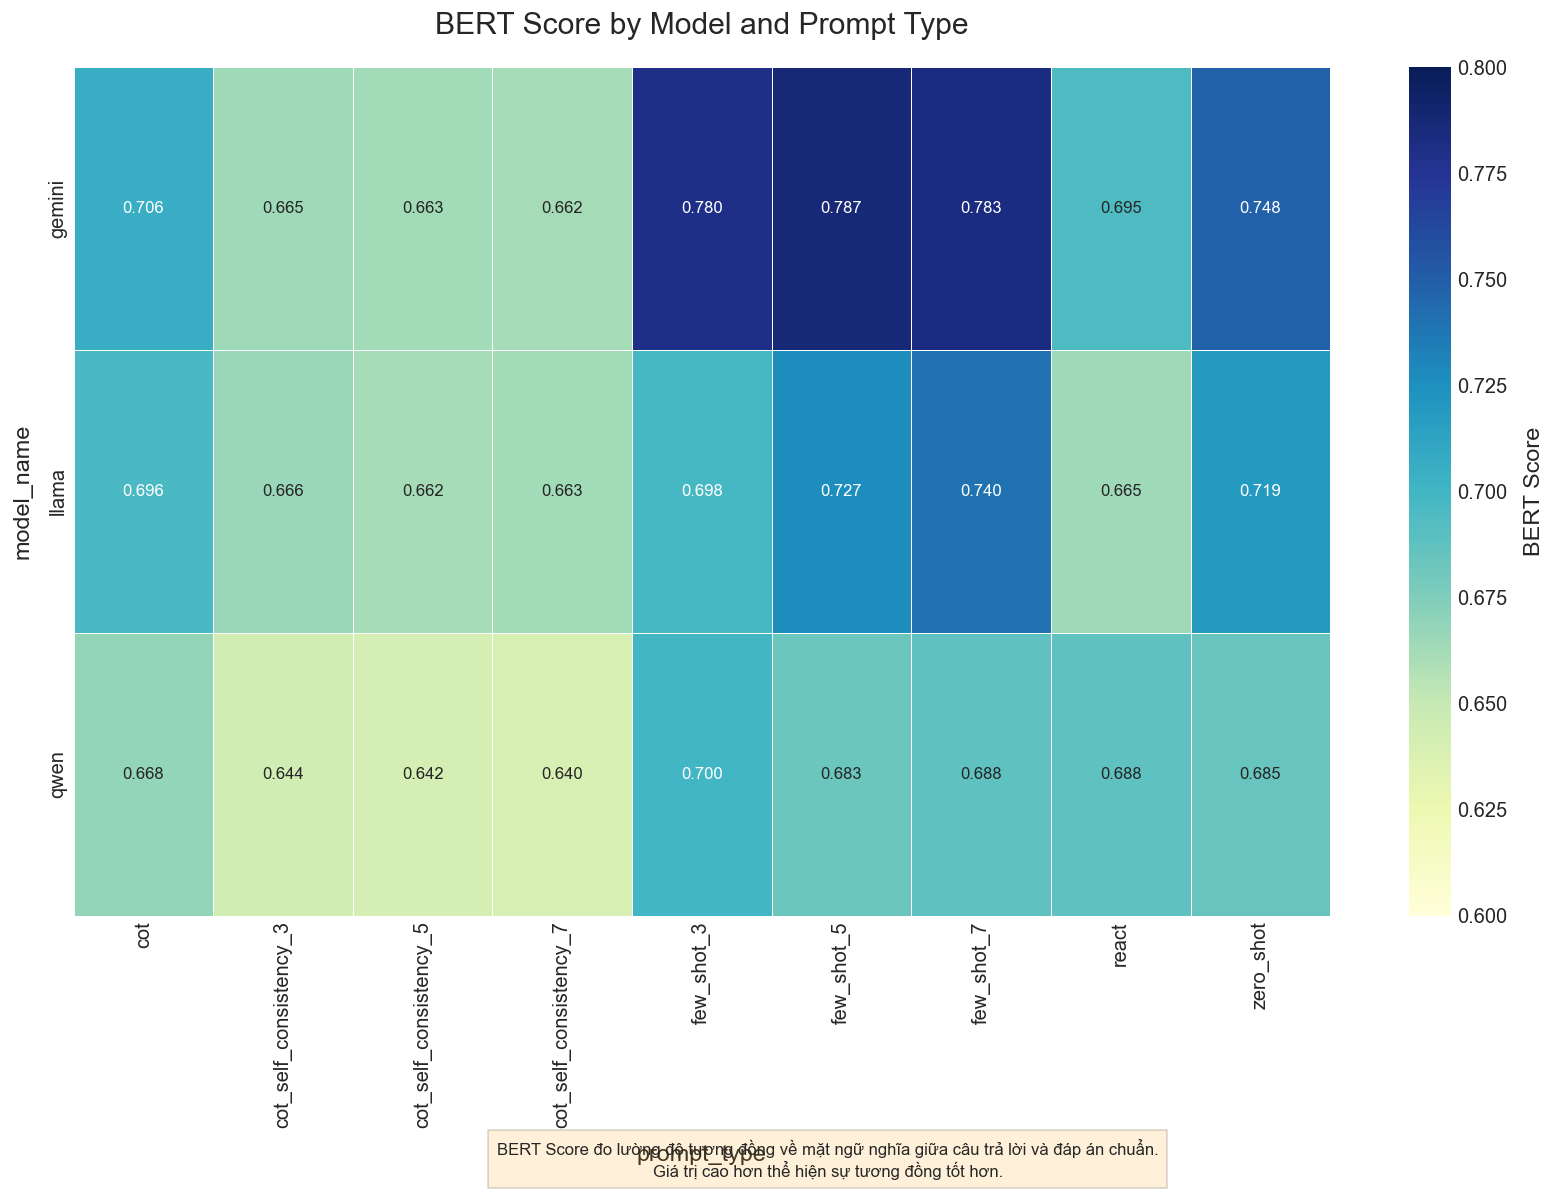 BERT Score by Model and Prompt Type
model_name
gemini
0.706 0.665 0.663 0.662 0.780 0.787 0.783 0.695 0.748
llama
0.696 0.666 0.662 0.663 0.698 0.727 0.740 0.665 0.719
qwen
0.668 0.644 0.642 0.640 0.700 0.683 0.688 0.688 0.685
cot
cot_self_consistency_3
cot_self_consistency_5
cot_self_consistency_7
few_shot_3
few_shot_5
few_shot_7
react
zero_shot
prompt_type
BERT Score đo lường độ tương đồng về mặt ngữ nghĩa giữa câu trả lời và đáp án chuẩn.
Giá trị cao hơn thể hiện sự tương đồng tốt hơn.
0.800
0.775
0.750
0.725
0.700
0.675
0.650
0.625
0.600
BERT Score